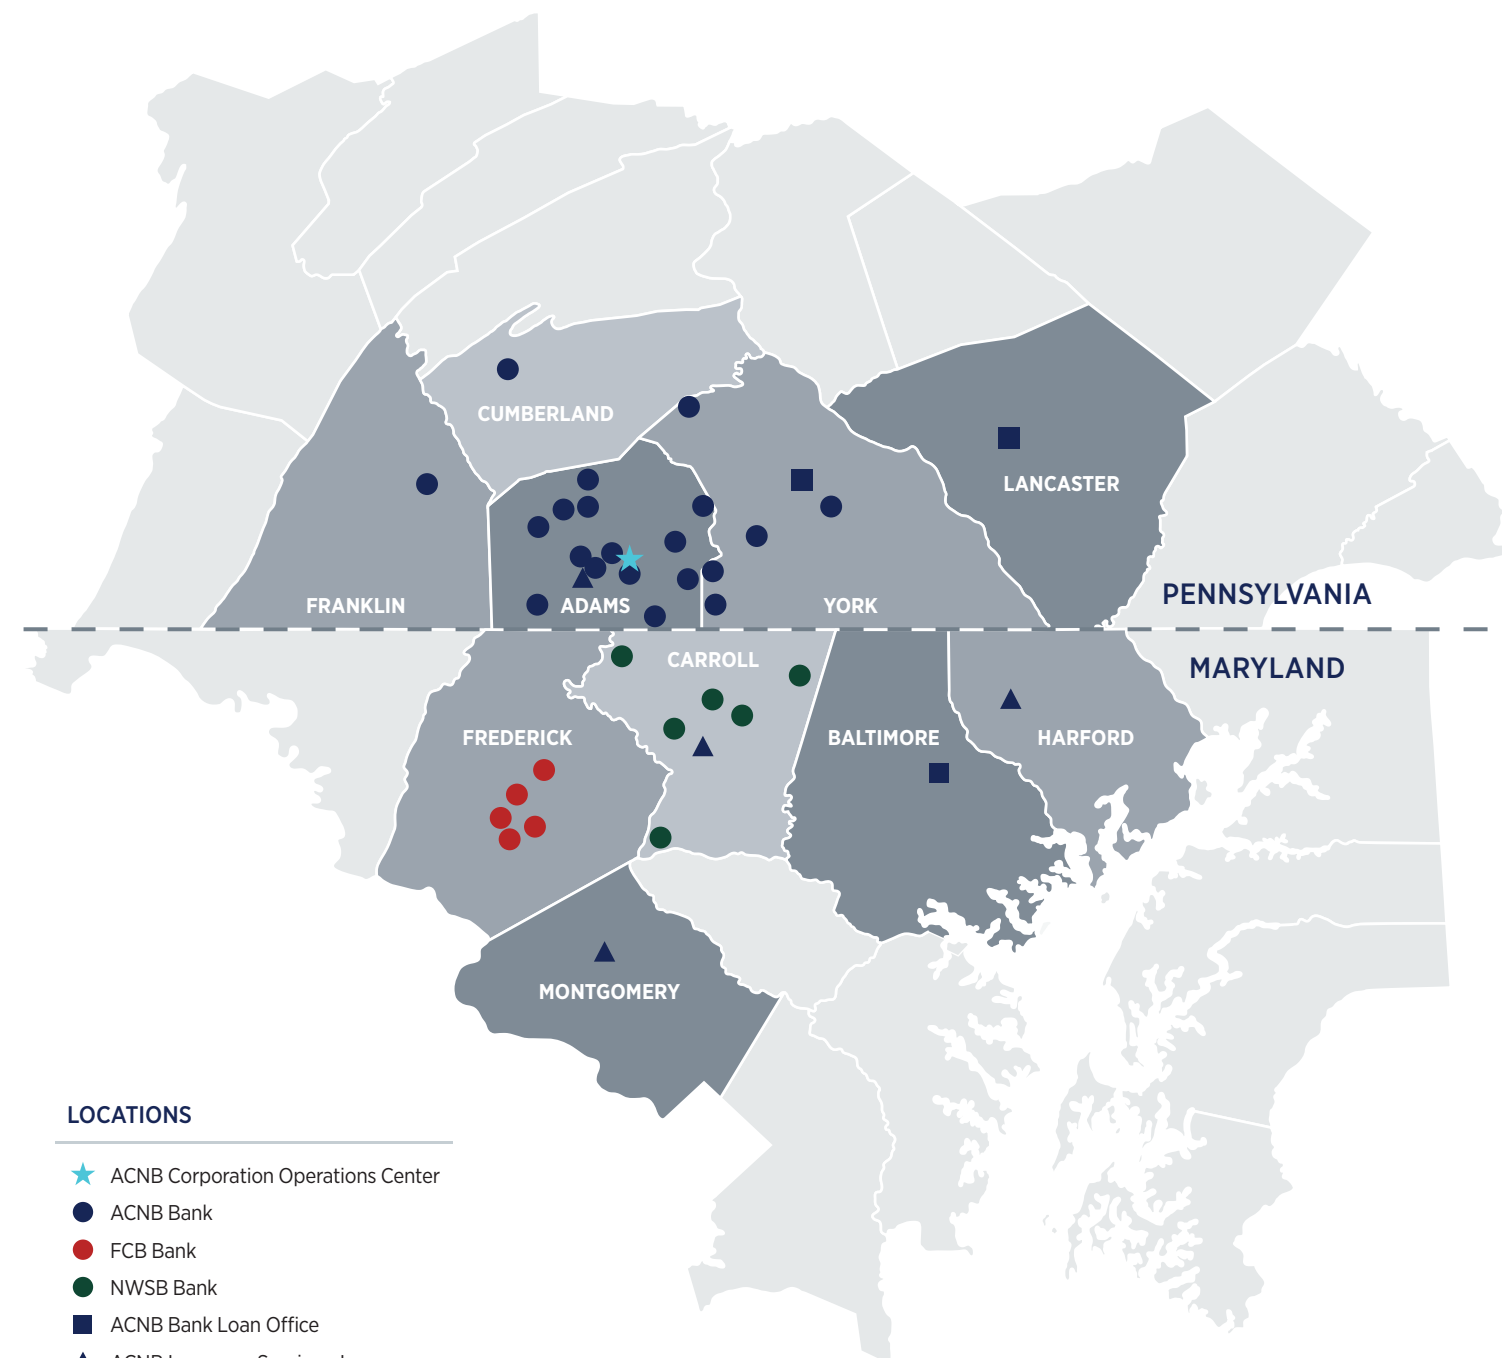 CUMBERLAND
LANCASTER
PENNSYLVANIA
FRANKLIN
ADAMS
YORK
CARROLL
MARYLAND
FREDERICK
BALTIMORE
HARFORD
MONTGOMERY
LOCATIONS
ACNB Corporation Operations Center
ACNB Bank
FCB Bank
NWSB Bank
ACNB Bank Loan Office